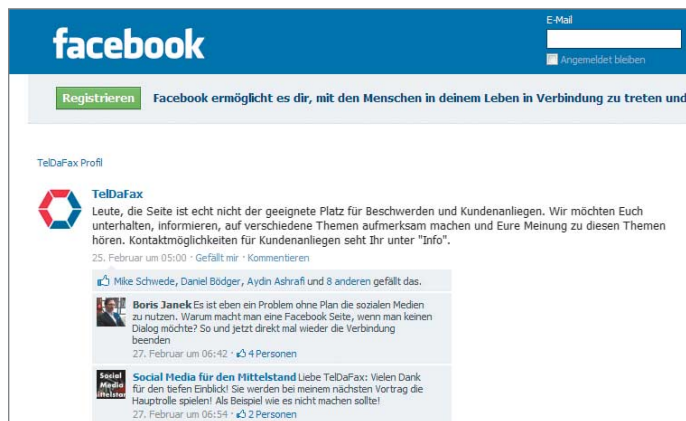 E-Mail
facebook
Angemeldet bleiben
Registrieren Facebook ermöglicht es dir, mit den Menschen in deinem Leben in Verbindung zu treten und
TelDaFax Profil
TelDaFax
Leute, die Seite ist echt nicht der geeignete Platz für Beschwerden und Kundenanliegen. Wir möchten Euch
unterhalten, informieren, auf verschiedene Themen aufmerksam machen und Eure Meinung zu diesen Themen
hören. Kontaktmöglichkeiten für Kundenanliegen seht Ihr unter "Info".
25. Februar um 05:00 · Gefällt mir · Kommentieren
Mike Schwede, Daniel Bödger, Aydin Ashrafi und 8 anderen gefällt das.
Boris Janek Es ist eben ein Problem ohne Plan die sozialen Medien
zu nutzen. Warum macht man eine Facebook Seite, wenn man keinen
Dialog möchte? So und jetzt direkt mal wieder die Verbindung
beenden
27. Februar um 06:42 · 4 Personen
Social
Media
Social Media für den Mittelstand Liebe TelDaFax: Vielen Dank
für den tiefen Einblick! Sie werden bei meinem nächsten Vortrag die
Hauptrolle spielen! Als Beispiel wie es nicht machen sollte!
27. Februar um 06:54 · 2 Personen